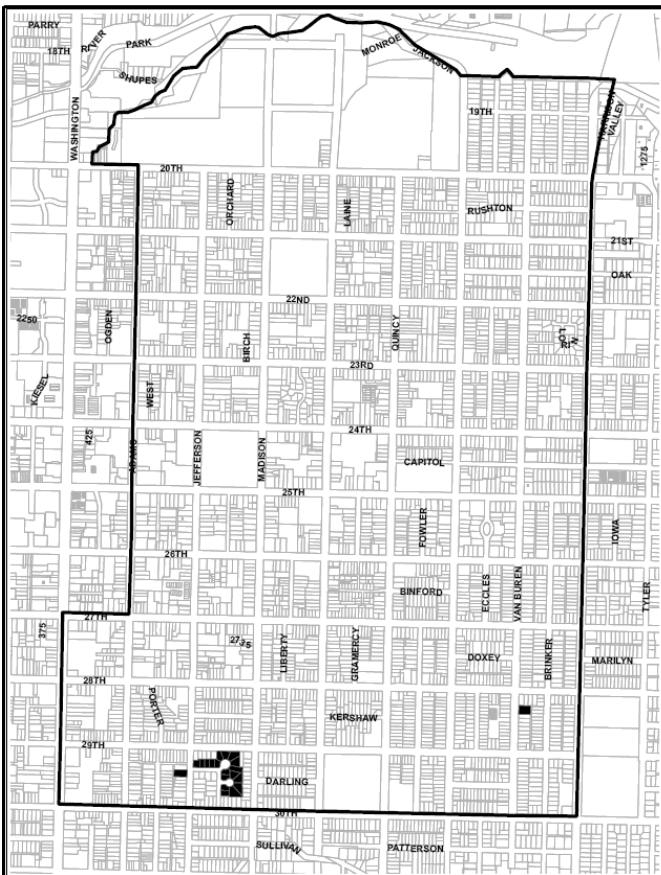 PARRY
18TH
RIVER
PARK
SHUPES
MONROE
JACKSON
WASHINGTON
19TH
HARRISON
VALLEY
1275
20TH
ORCHARD
LAINE
RUSHTON
21ST
OAK
22ND
2250
OGDEN
BIRCH
QUINCY
23RD
KIESEL
WEST
24TH
425
ADAMS
JEFFERSON
MADISON
CAPITOL
25TH
FOWLER
IOWA
26TH
BINFORD
ECCLES
VAN BUREN
TYLER
27TH
375
2735
LIBERTY
GRAMERCY
DOXEY
BRINKER
MARILYN
28TH
PORTER
KERSHAW
29TH
DARLING
30TH
SULLIVAN
PATTERSON